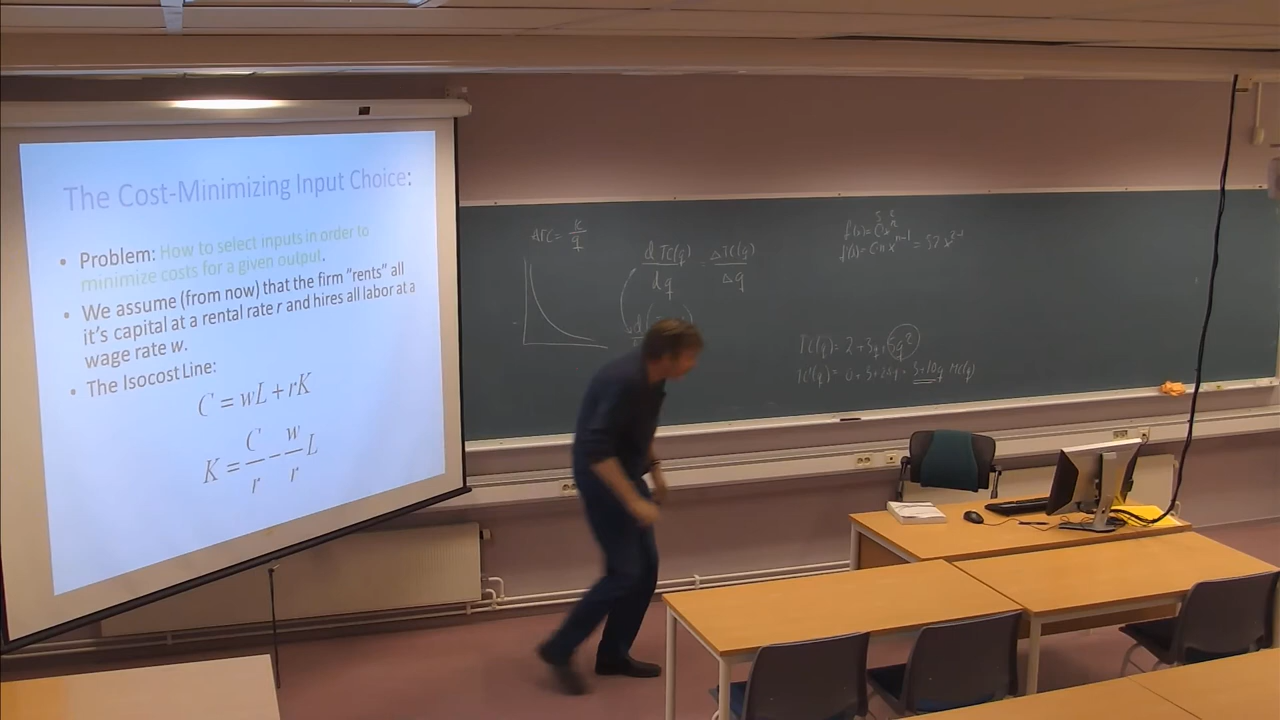 The Cost-Minimizing Input Choice:
• Problem: How to select inputs in order to
minimize costs for a given output.
• We assume (from now) that the firm "rents" all
it's capital at a rental rate r and hires all labor at a
wage rate w.
• The Isocost Line:
C = wL + rK
K = C/r - w/r L
AFC = K/q
d TC(q)/dq = ΔTC(q)/Δq
TC(q) = 2 + 3q + 5q²
MC(q)